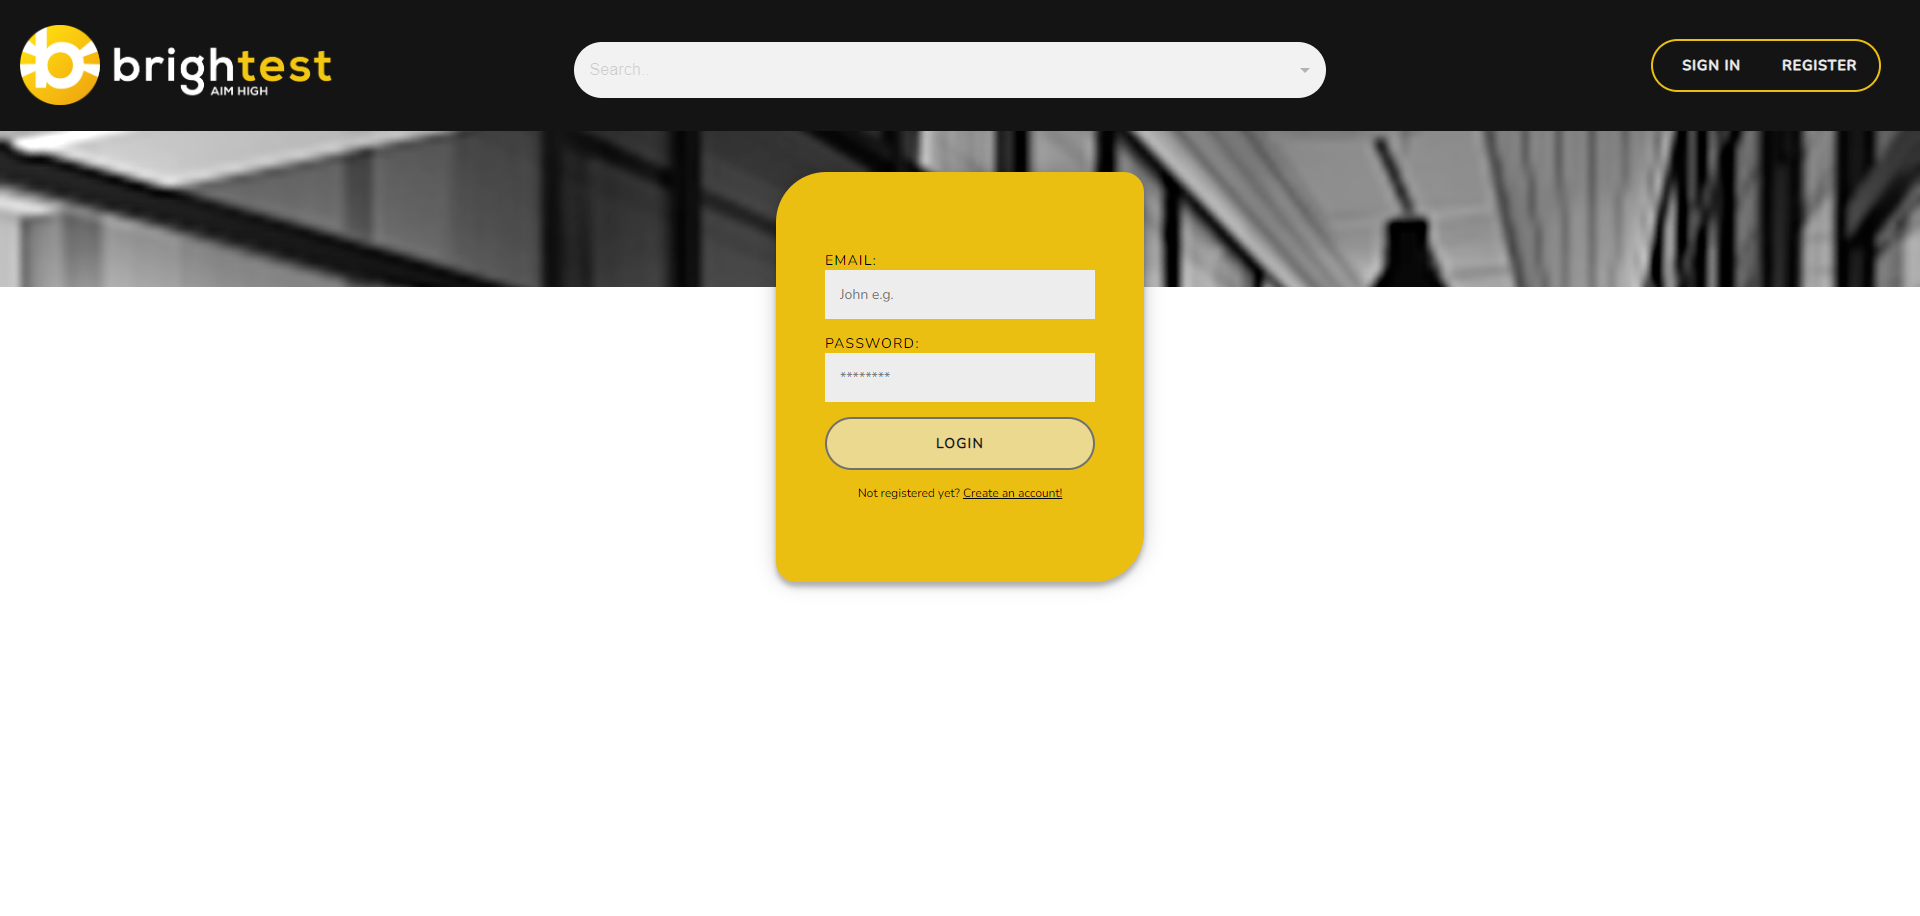 brightest
AIM HIGH
Search..
SIGN IN
REGISTER
EMAIL:
John e.g.
PASSWORD:
********
LOGIN
Not registered yet? Create an account!